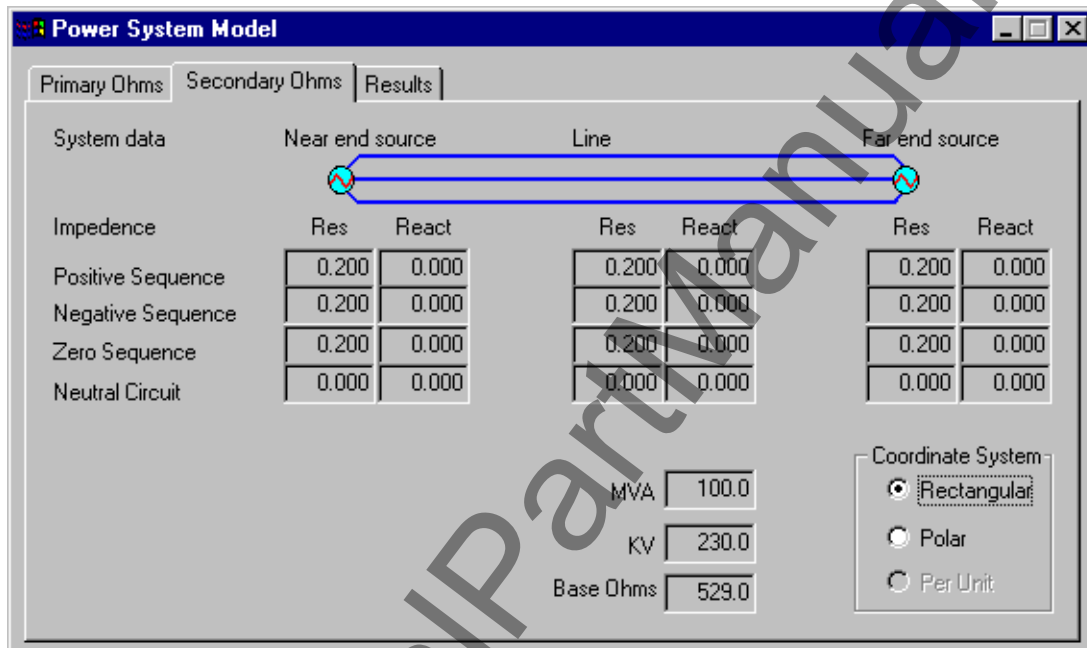 Power System Model
Primary Ohms Secondary Ohms Results
System data Near end source Line Far end source
Impedence Res React Res React Res React
Positive Sequence 0.200 0.000 0.200 0.000 0.200 0.000
Negative Sequence 0.200 0.000 0.200 0.000 0.200 0.000
Zero Sequence 0.200 0.000 0.200 0.000 0.200 0.000
Neutral Circuit 0.000 0.000 0.000 0.000 0.000 0.000
Coordinate System
MVA 100.0 Rectangular
KV 230.0 Polar
Base Ohms 529.0 Per Unit
lPartManua